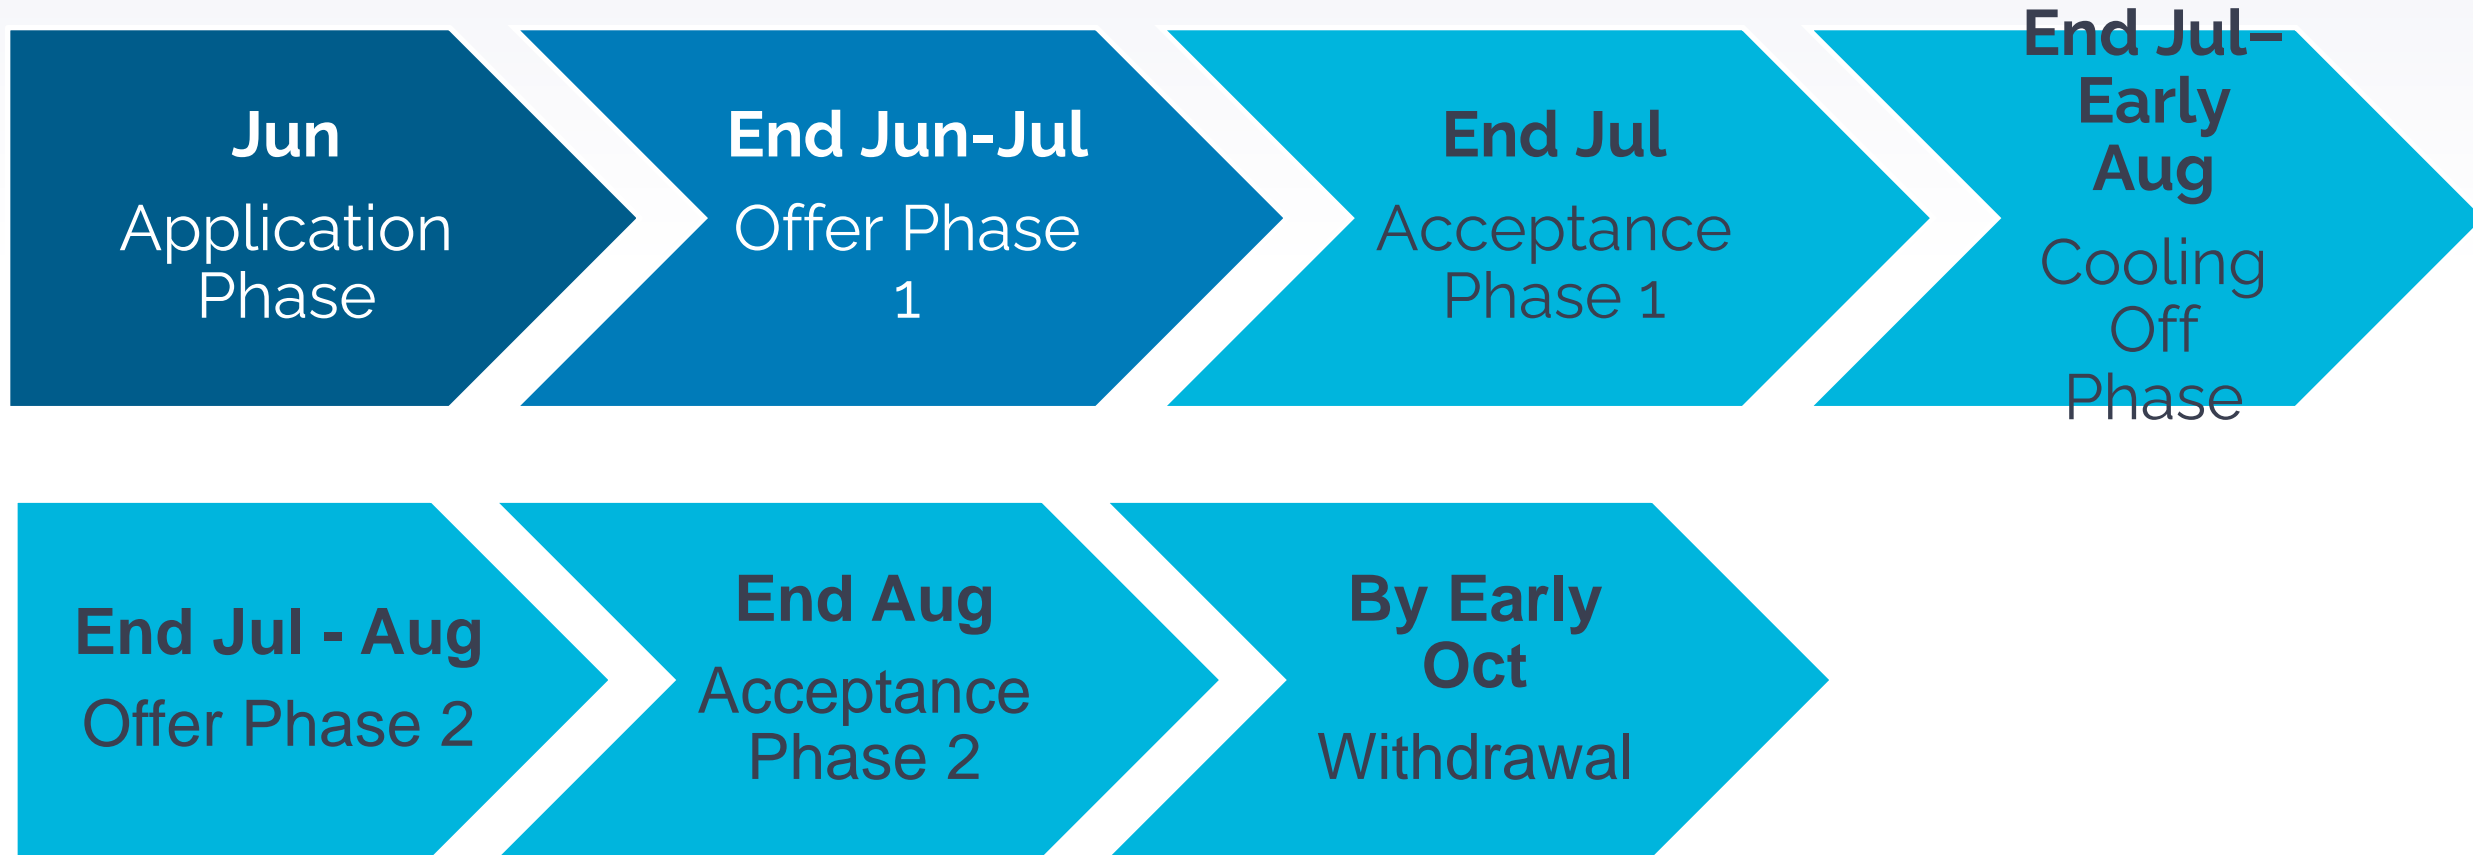 Jun
Application
Phase
End Jun-Jul
Offer Phase
1
End Jul
Acceptance
Phase 1
End Jul–
Early
Aug
Cooling
Off
Phase
End Jul - Aug
Offer Phase 2
End Aug
Acceptance
Phase 2
By Early
Oct
Withdrawal